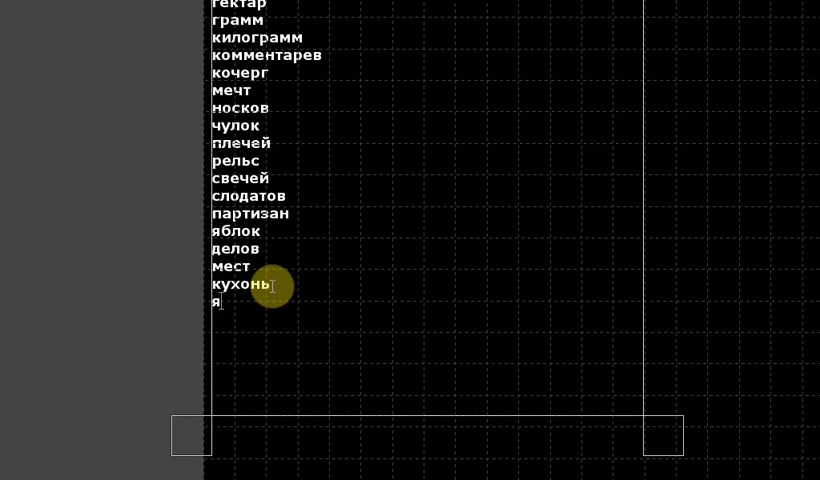 гектар
грамм
килограмм
комментарев
кочерг
мечт
носков
чулок
плечей
рельс
свечей
слодатов
партизан
яблок
делов
мест
кухонь
я